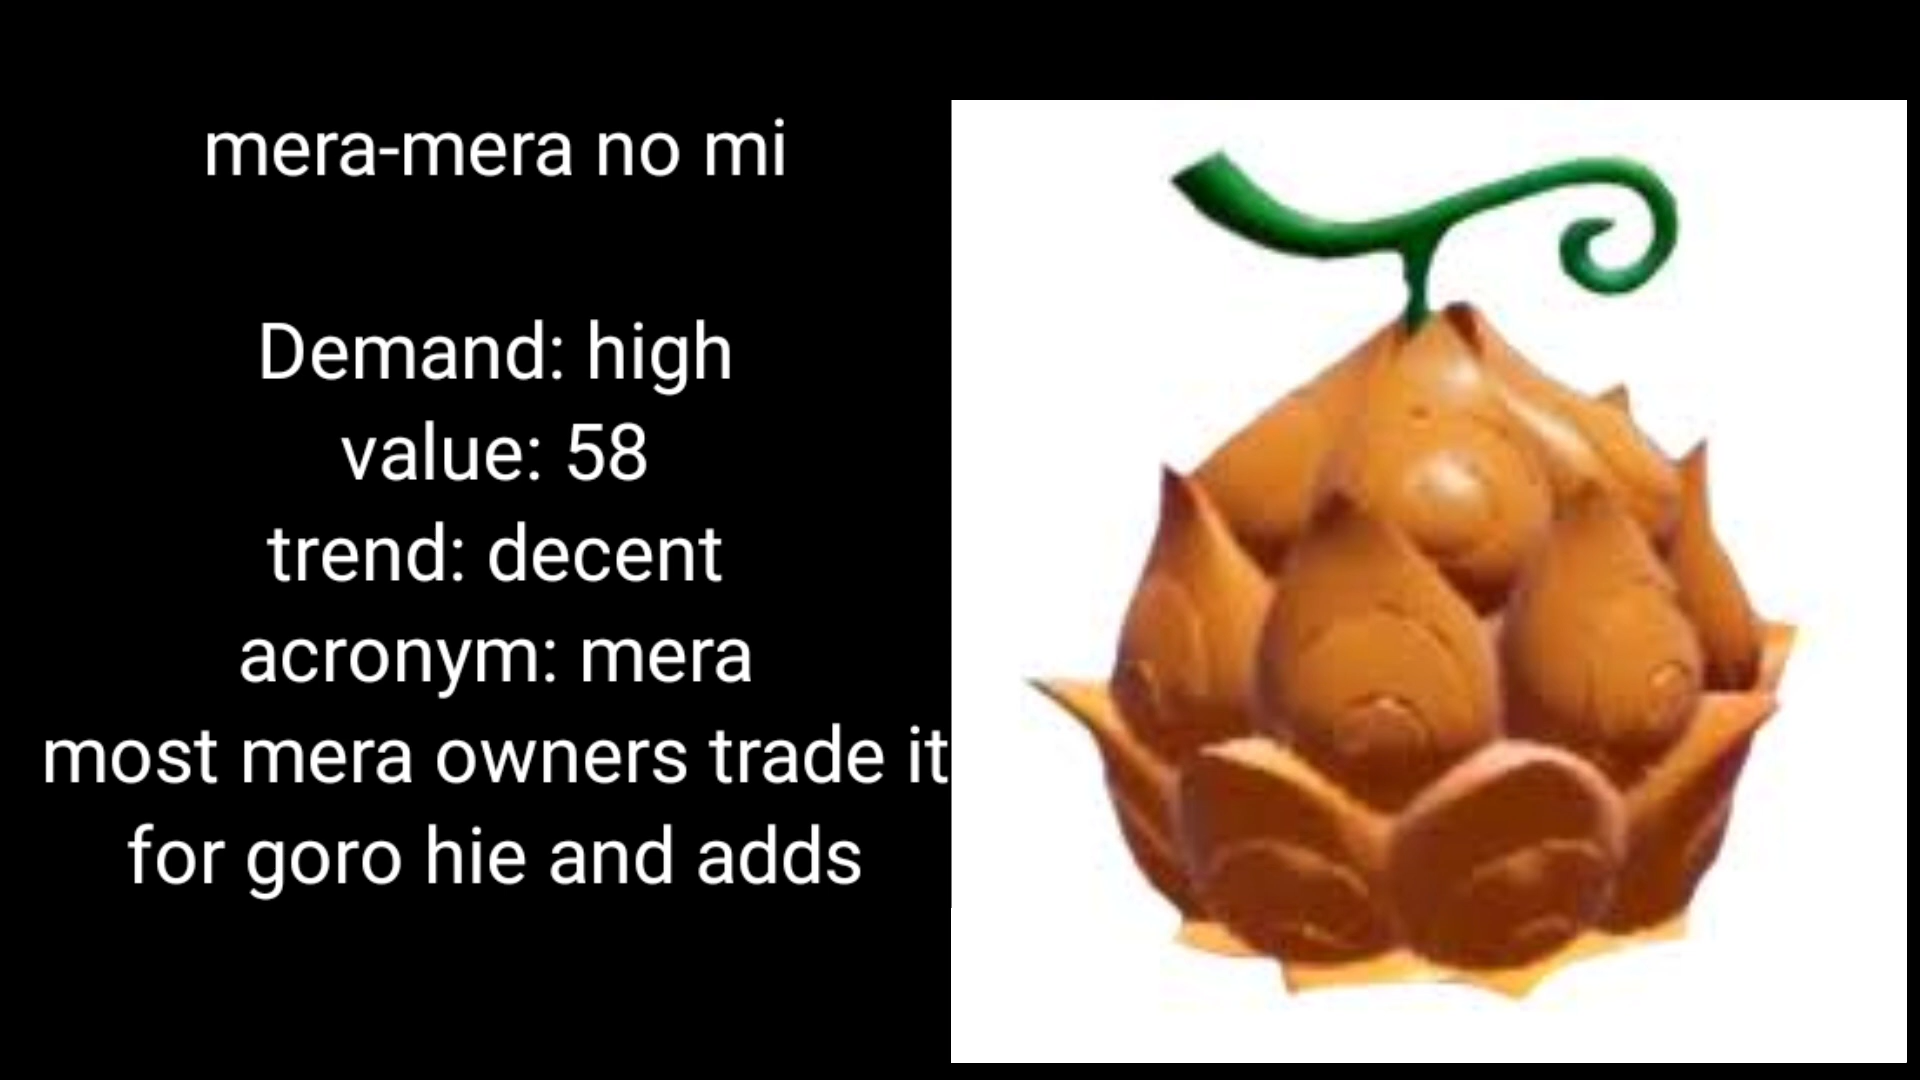 mera-mera no mi
Demand: high
value: 58
trend: decent
acronym: mera
most mera owners trade it
for goro hie and adds